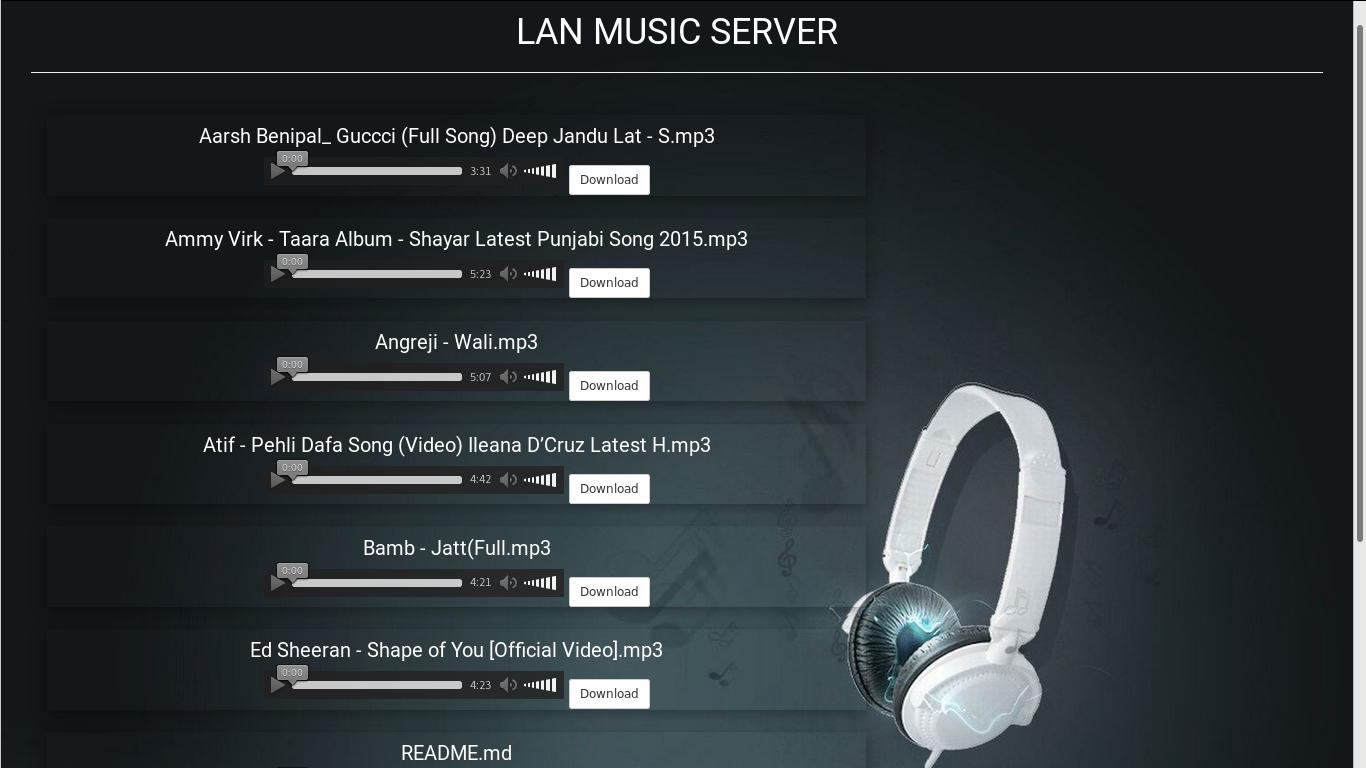 LAN MUSIC SERVER
Aarsh Benipal_ Guccci (Full Song) Deep Jandu Lat - S.mp3
0:00
3:31
Download
Ammy Virk - Taara Album - Shayar Latest Punjabi Song 2015.mp3
0:00
5:23
Download
Angreji - Wali.mp3
0:00
5:07
Download
Atif - Pehli Dafa Song (Video) Ileana D’Cruz Latest H.mp3
0:00
4:42
Download
Bamb - Jatt(Full.mp3
0:00
4:21
Download
Ed Sheeran - Shape of You [Official Video].mp3
0:00
4:23
Download
README.md